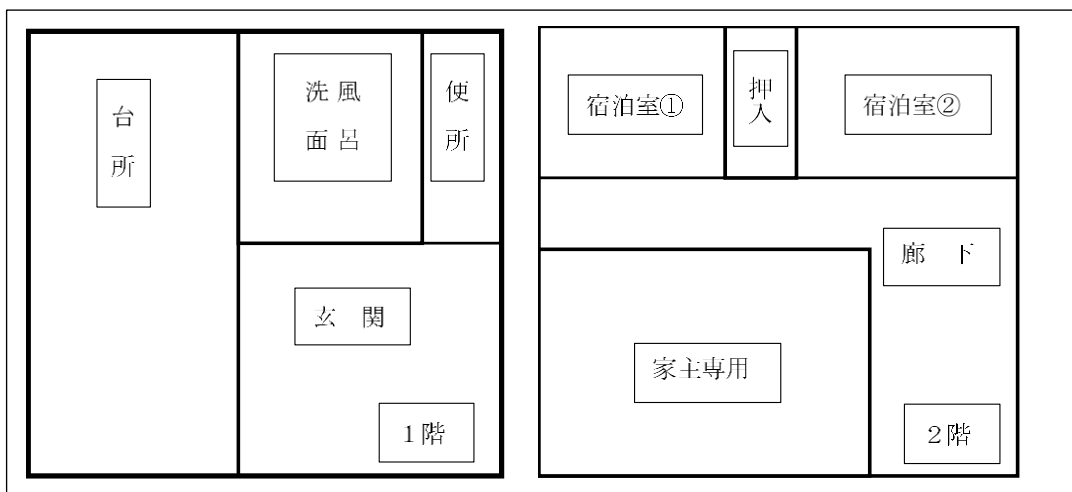 台所
洗 風
面 呂
便所
玄 関
1階
宿泊室①
押入
宿泊室②
廊 下
家主専用
2階